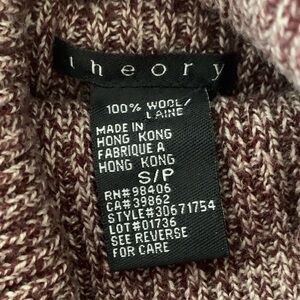 theory
100% WOOL/
LAINE
MADE IN
HONG KONG
FABRIQUE A
HONG KONG
S/P
RN#98406
CA#39862
STYLE#3D671754
LOT#01736
SEE REVERSE
FOR CARE